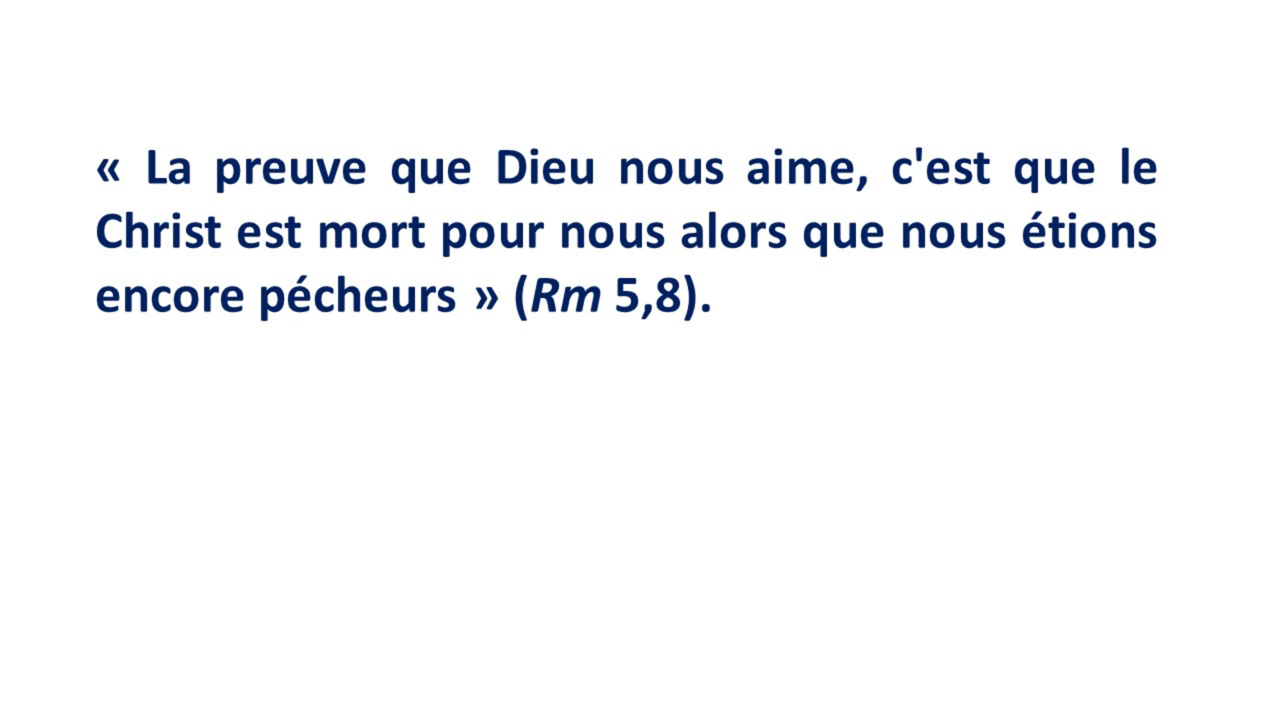 « La preuve que Dieu nous aime, c'est que le
Christ est mort pour nous alors que nous étions
encore pécheurs » (Rm 5,8).